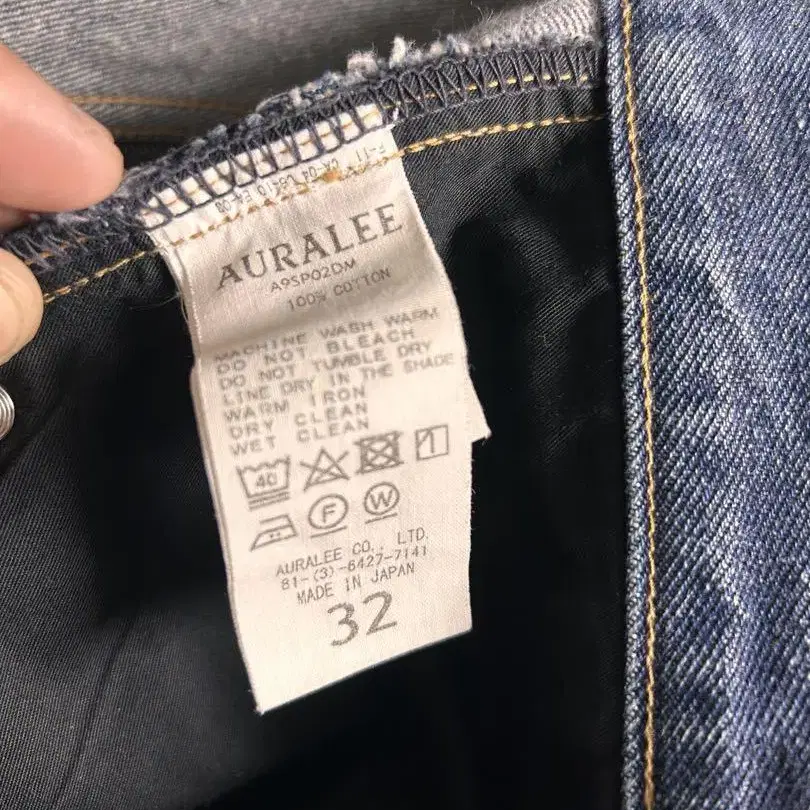 AURALEE
A9SP02DM
100% COTTON
MACHINE WASH WARM
DO NOT BLEACH
DO NOT TUMBLE DRY
LINE DRY IN THE SHADE
WARM IRON
DRY CLEAN
WET CLEAN
40
F W
AURALEE CO., LTD.
81-(3)-6427-7141
MADE IN JAPAN
32